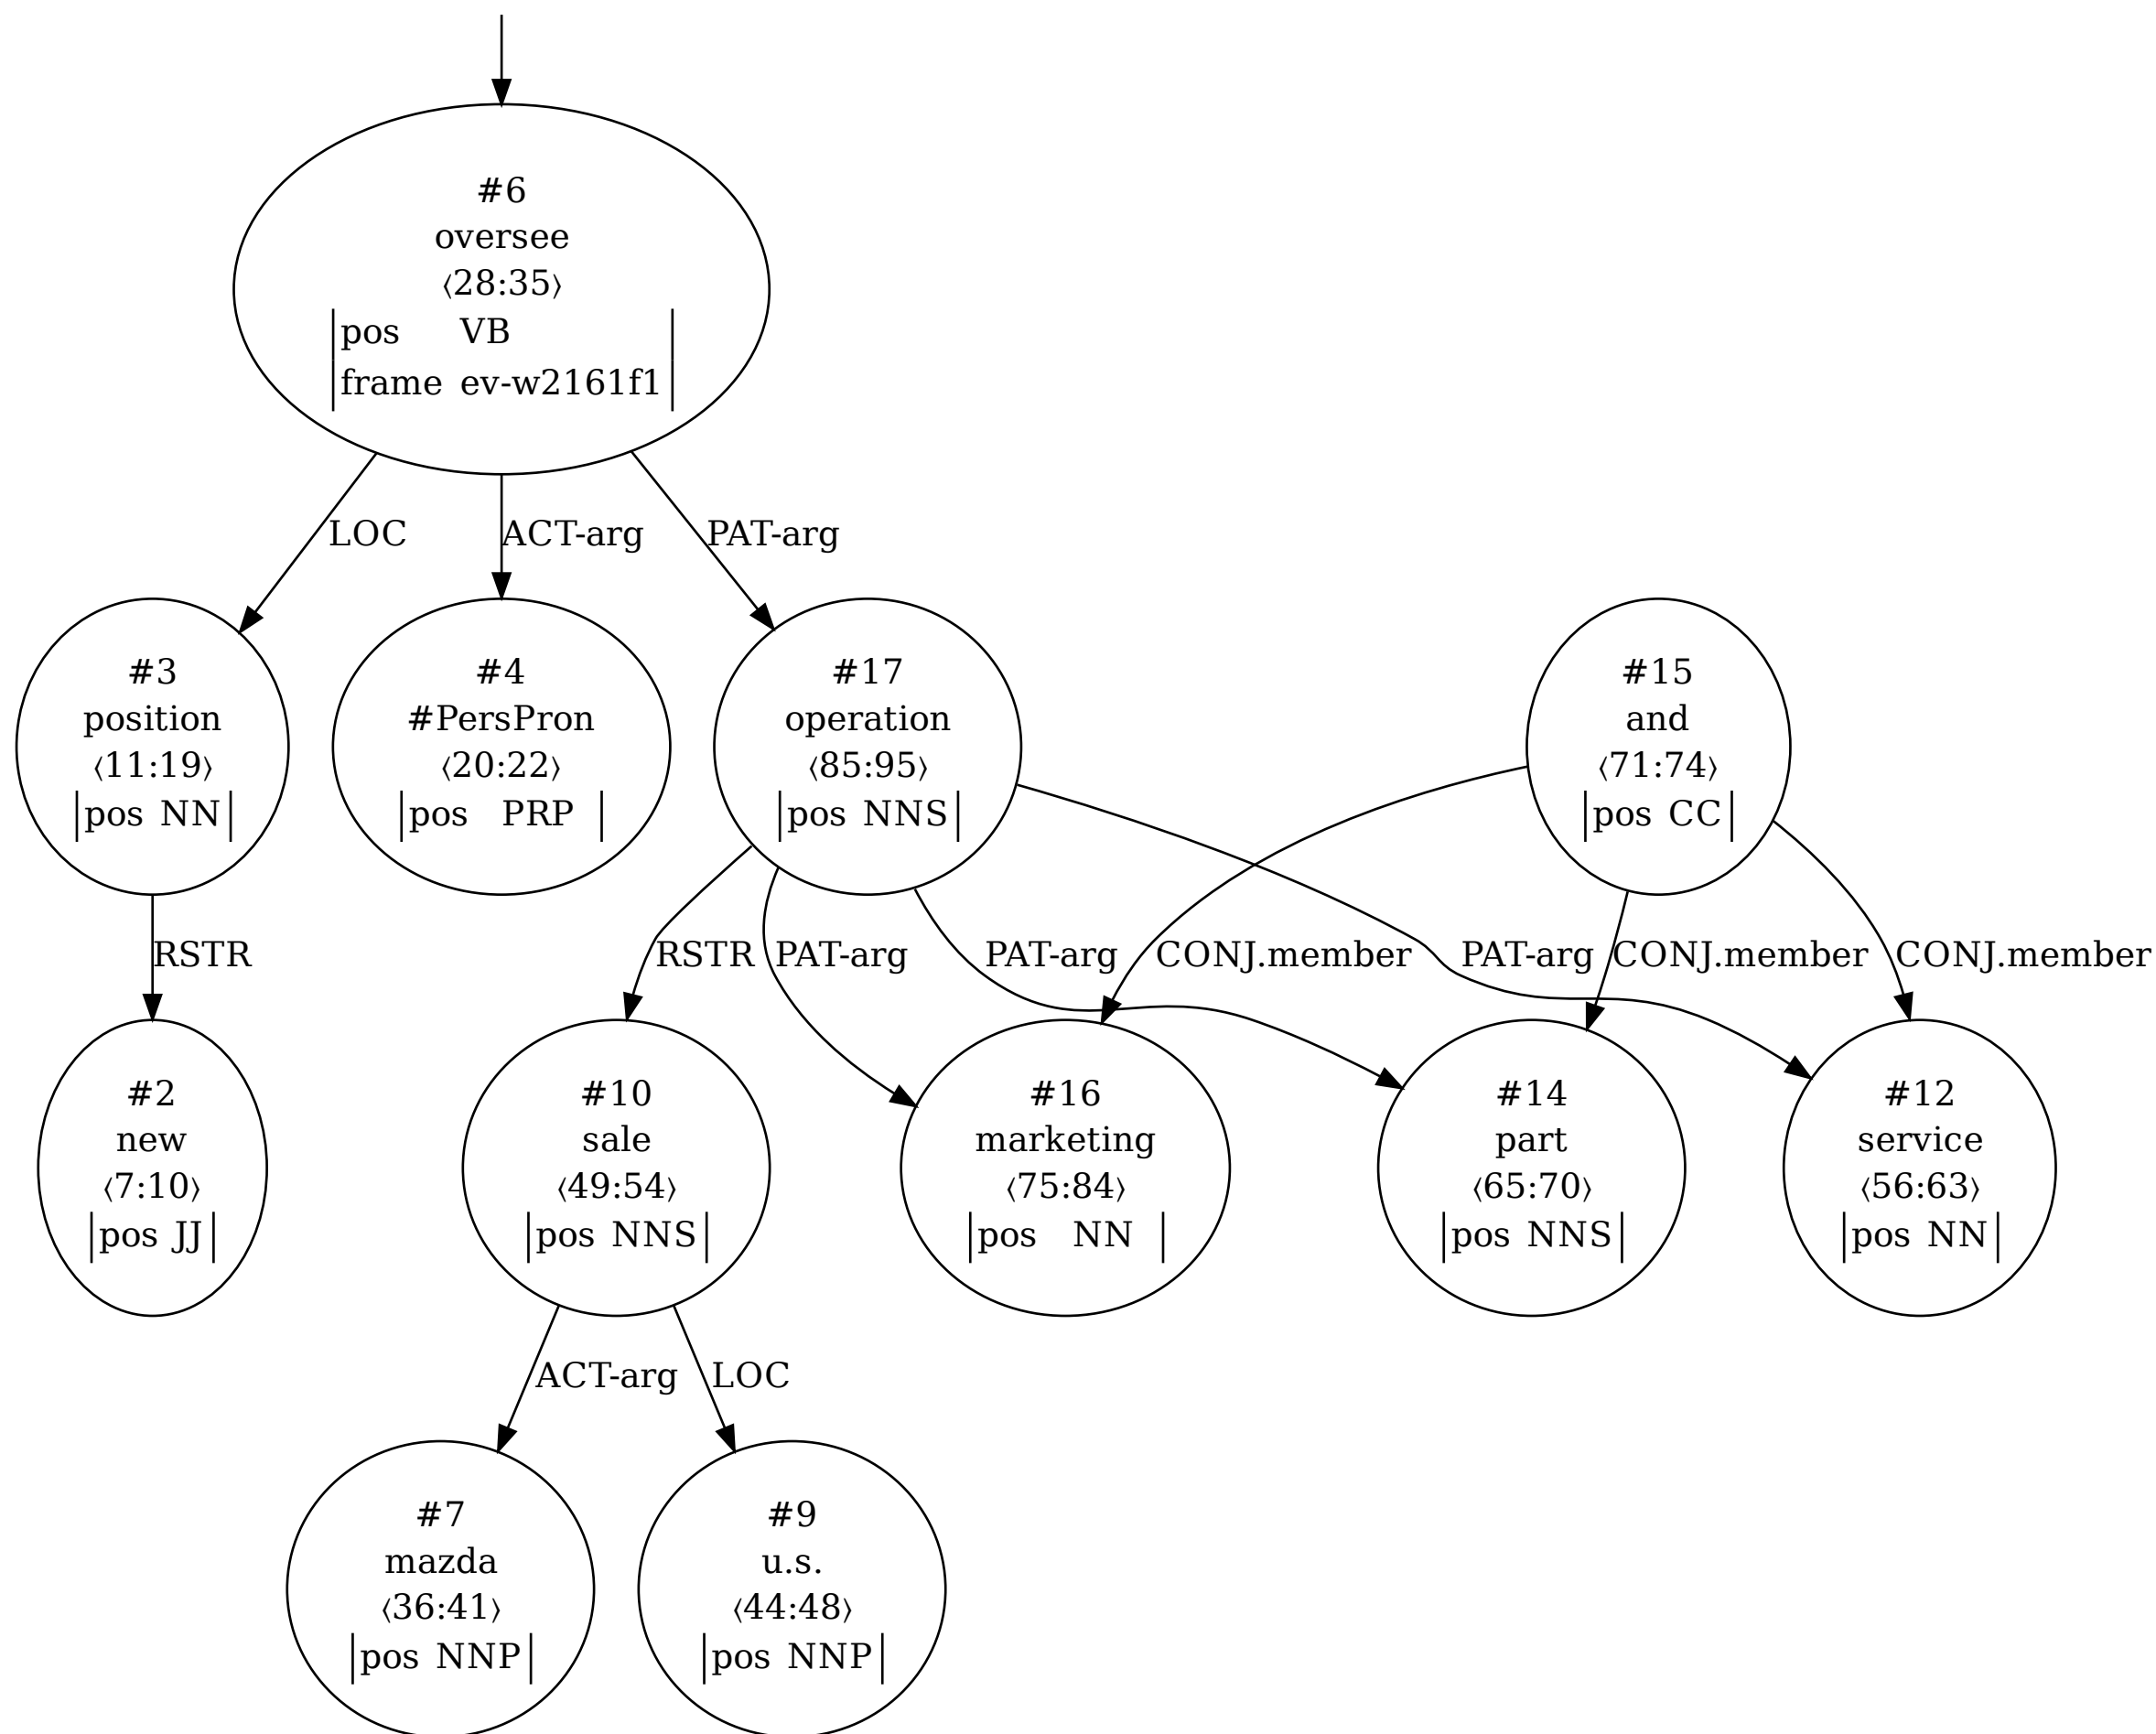 #6
oversee
⟨28:35⟩
pos VB
frame ev-w2161f1
LOC
ACT-arg
PAT-arg
#3
position
⟨11:19⟩
pos NN
#4
#PersPron
⟨20:22⟩
pos PRP
#17
operation
⟨85:95⟩
pos NNS
#15
and
⟨71:74⟩
pos CC
RSTR
RSTR
PAT-arg
PAT-arg
CONJ.member
PAT-arg
CONJ.member
CONJ.member
#2
new
⟨7:10⟩
pos JJ
#10
sale
⟨49:54⟩
pos NNS
#16
marketing
⟨75:84⟩
pos NN
#14
part
⟨65:70⟩
pos NNS
#12
service
⟨56:63⟩
pos NN
ACT-arg
LOC
#7
mazda
⟨36:41⟩
pos NNP
#9
u.s.
⟨44:48⟩
pos NNP